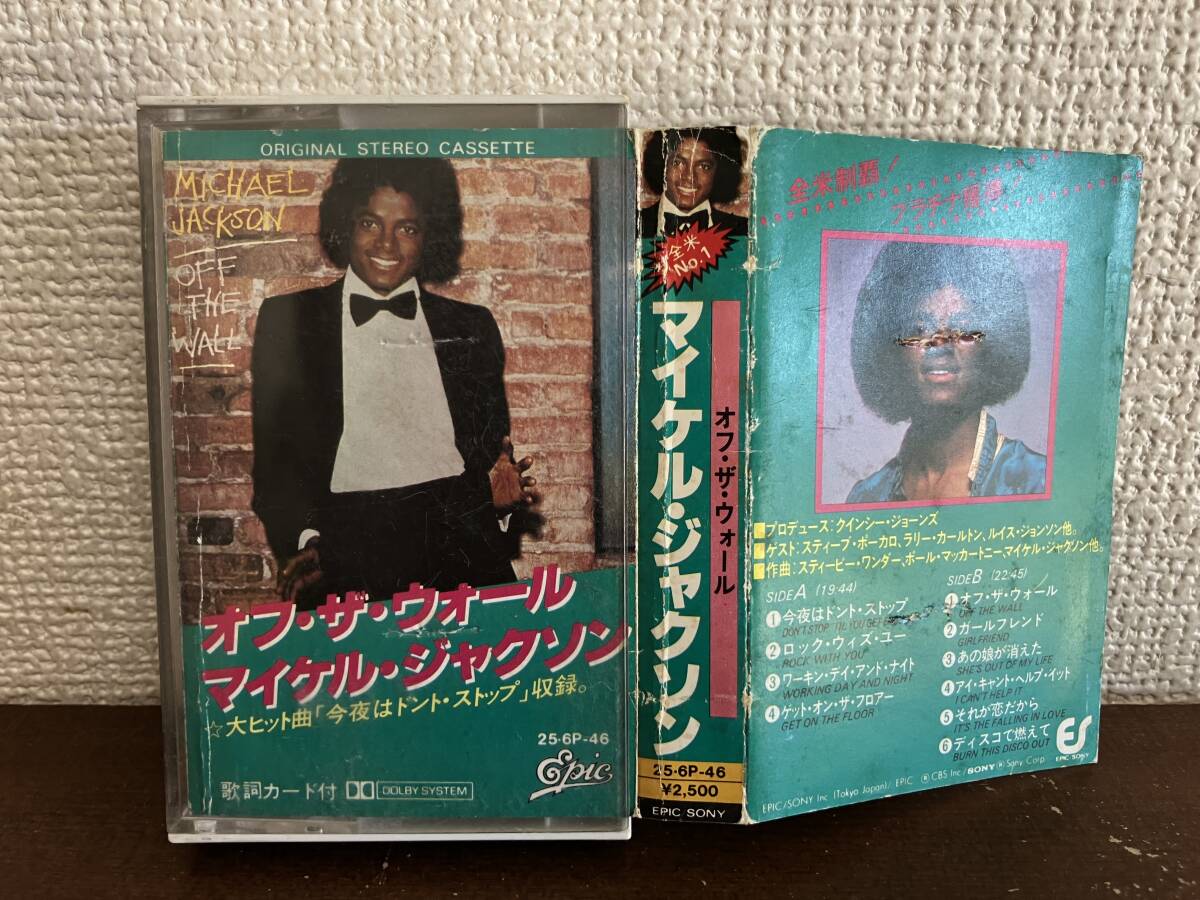 ORIGINAL STEREO CASSETTE
MICHAEL
JACKSON
OFF
THE
WALL
オフ・ザ・ウォール
マイケル・ジャクソン
☆大ヒット曲「今夜はドント・ストップ」収録。
25・6P-46
Epic
歌詞カード付 DOLBY SYSTEM
全米
No.1
マイケル・ジャクソン
オフ・ザ・ウォール
25・6P-46
¥2,500
EPIC/SONY
全米制覇!
プラチナ獲得!
■プロデュース:クインシー・ジョーンズ
■ゲスト:スティーブ・ポーカロ、ラリー・カールトン、ルイス・ジョンソン他。
■作曲:スティービー・ワンダー、ポール・マッカートニー、マイケル・ジャクソン他。
SIDE A (19:44)
①今夜はドント・ストップ
DON'T STOP 'TIL YOU GET
②ロック・ウィズ・ユー
ROCK WITH YOU
③ワーキン・デイ・アンド・ナイト
WORKING DAY AND NIGHT
④ゲット・オン・ザ・フロアー
GET ON THE FLOOR
SIDE B (22:45)
①オフ・ザ・ウォール
OFF THE WALL
②ガールフレンド
GIRLFRIEND
③あの娘が消えた
SHE'S OUT OF MY LIFE
④アイ・キャント・ヘルプ・イット
I CAN'T HELP IT
⑤それが恋だから
IT'S THE FALLING IN LOVE
⑥ディスコで燃えて
BURN THIS DISCO OUT
ES
EPIC SONY
EPIC/SONY Inc (Tokyo Japan)/ EPIC ® CBS Inc/SONY ® Sony Corp